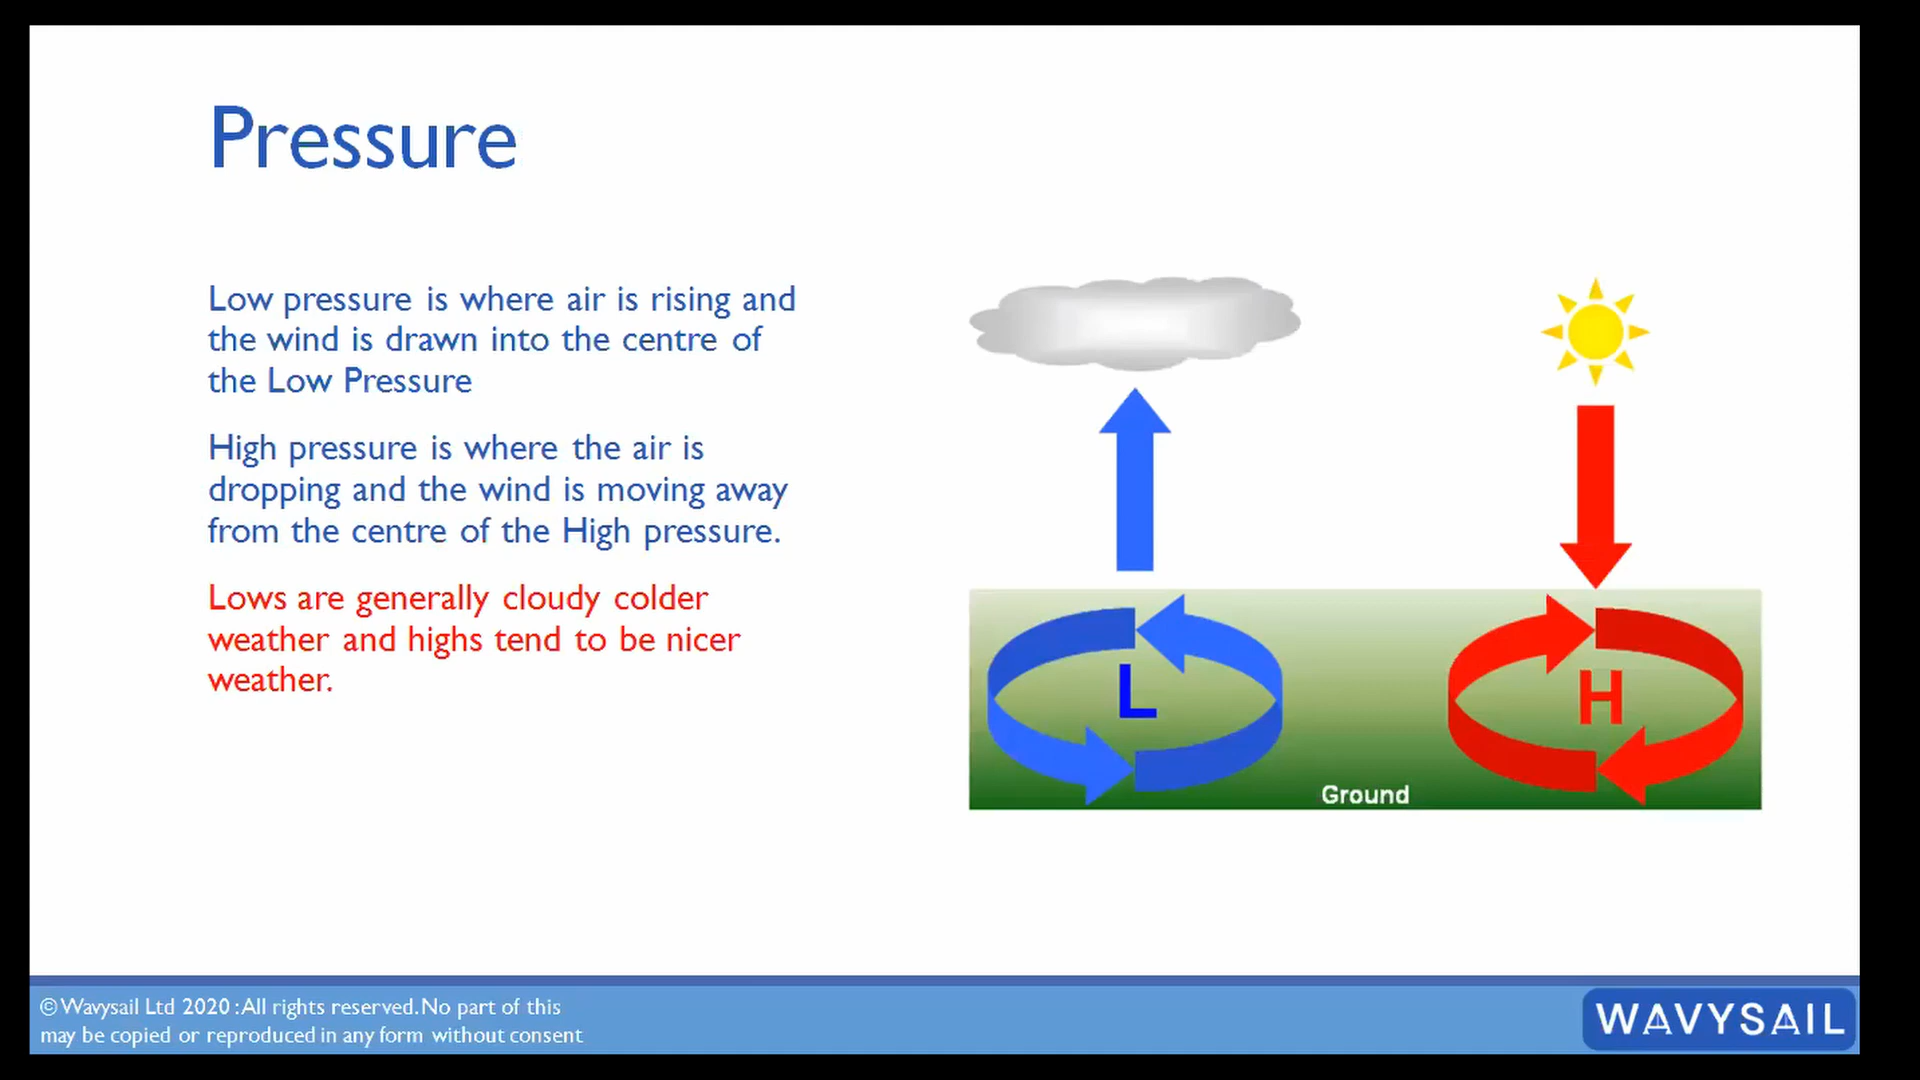 Pressure
Low pressure is where air is rising and
the wind is drawn into the centre of
the Low Pressure
High pressure is where the air is
dropping and the wind is moving away
from the centre of the High pressure.
Lows are generally cloudy colder
weather and highs tend to be nicer
weather.
L
H
Ground
© Wavysail Ltd 2020 : All rights reserved. No part of this
may be copied or reproduced in any form without consent
WAVYSAIL